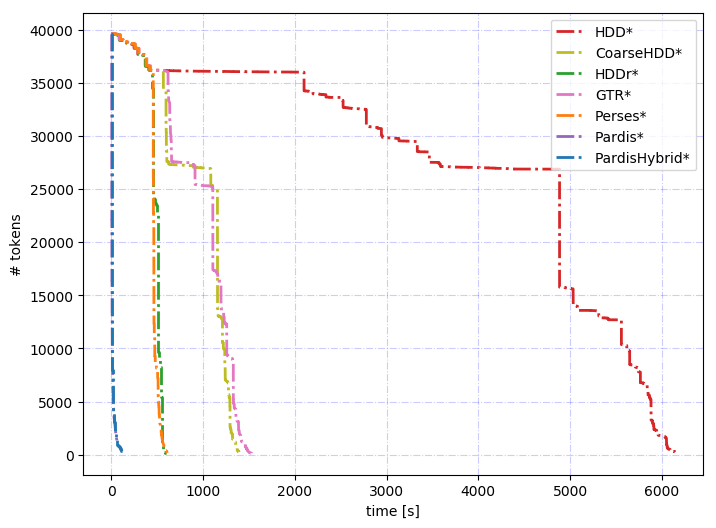 40000
35000
30000
25000
20000
15000
10000
5000
0
# tokens
0 1000 2000 3000 4000 5000 6000
time [s]
HDD*
CoarseHDD*
HDDr*
GTR*
Perses*
Pardis*
PardisHybrid*